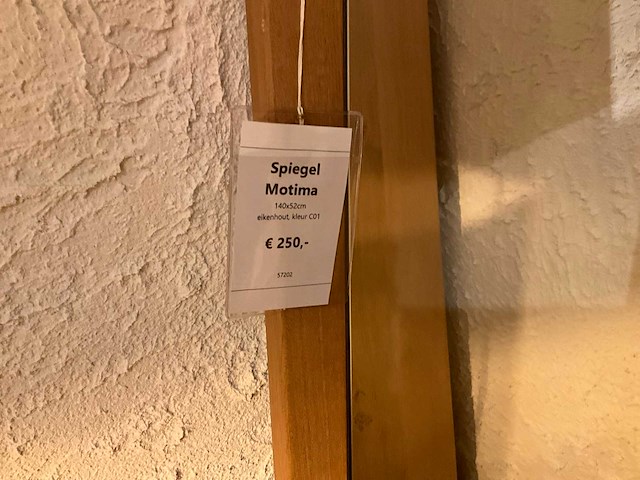 Spiegel
Motima
140x52cm
eikenhout, kleur C01
€ 250,-
57202